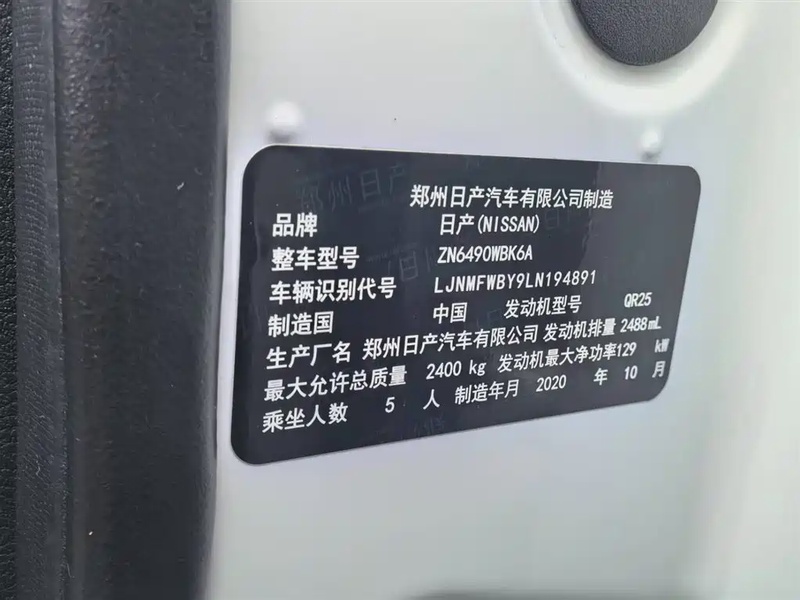 郑州日产汽车有限公司制造
品牌 日产(NISSAN)
整车型号 ZN6490WBK6A
车辆识别代号 LJNMFWBY9LN194891
制造国 中国 发动机型号 QR25
生产厂名 郑州日产汽车有限公司 发动机排量 2488mL
最大允许总质量 2400 kg 发动机最大净功率129 kW
乘坐人数 5 人 制造年月 2020 年 10 月